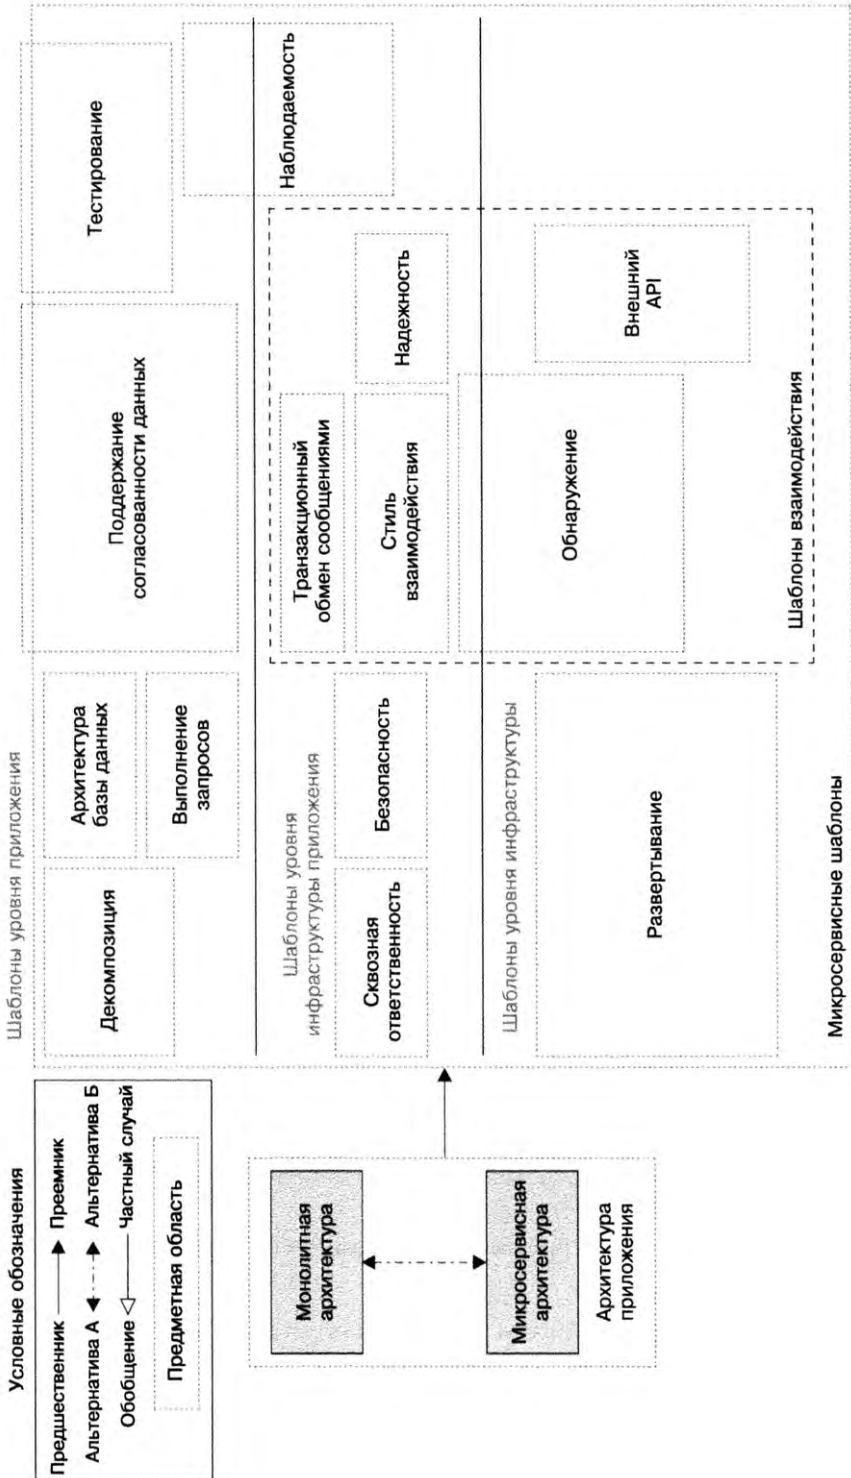 Условные обозначения
Предшественник
Преемник
Альтернатива А
Альтернатива Б
Обобщение
Частный случай
Предметная область
Монолитная
архитектура
Микросервисная
архитектура
Архитектура
приложения
Шаблоны уровня приложения
Декомпозиция
Архитектура
базы данных
Выполнение
запросов
Поддержание
согласованности данных
Тестирование
Наблюдаемость
Шаблоны уровня
инфраструктуры приложения
Сквозная
ответственность
Безопасность
Транзакционный
обмен сообщениями
Стиль
взаимодействия
Надежность
Шаблоны уровня инфраструктуры
Развертывание
Обнаружение
Внешний
API
Шаблоны взаимодействия
Микросервисные шаблоны